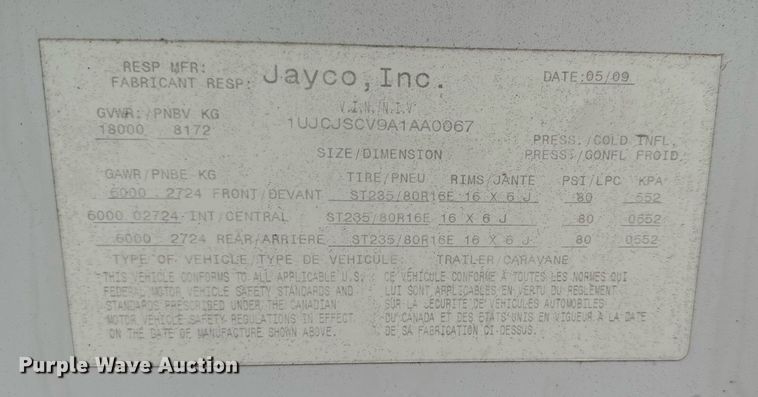 RESP MFR:
FABRICANT RESP: Jayco, Inc. DATE:05/09
GVWR:/PNBV KG V.I.N./N.I.V
18000 8172 1UJCJSCV9A1AA0067
SIZE/DIMENSION PRESS./COLD INFL.
PRESS./GONFL FROID.
GAWR/PNBE KG TIRE/PNEU RIMS/JANTE PSI/LPC KPA
6000 2724 FRONT/DEVANT ST235/80R16E 16 X 6 J 80 552
6000 02724 INT/CENTRAL ST235/80R16E 16 X 6 J 80 0552
6000 2724 REAR/ARRIERE ST235/80R16E 16 X 6 J 80 0552
TYPE OF VEHICLE/TYPE DE VEHICULE: TRAILER/CARAVANE
THIS VEHICLE CONFORMS TO ALL APPLICABLE U.S. CE VÉHICULE CONFORME À TOUTES LES NORMES QUI
FEDERAL MOTOR VEHICLE SAFETY STANDARDS AND LUI SONT APPLICABLES EN VERTU DU RÈGLEMENT
STANDARDS PRESCRIBED UNDER THE CANADIAN SUR LA SÉCURITÉ DE VÉHICULES AUTOMOBILES
MOTOR VEHICLE SAFETY REGULATIONS IN EFFECT DU CANADA ET DES ÉTATS UNIS EN VIGUEUR À LA DATE
ON THE DATE OF MANUFACTURE SHOWN ABOVE. DE SA FABRICATION CI-DESSUS.
Purple Wave Auction